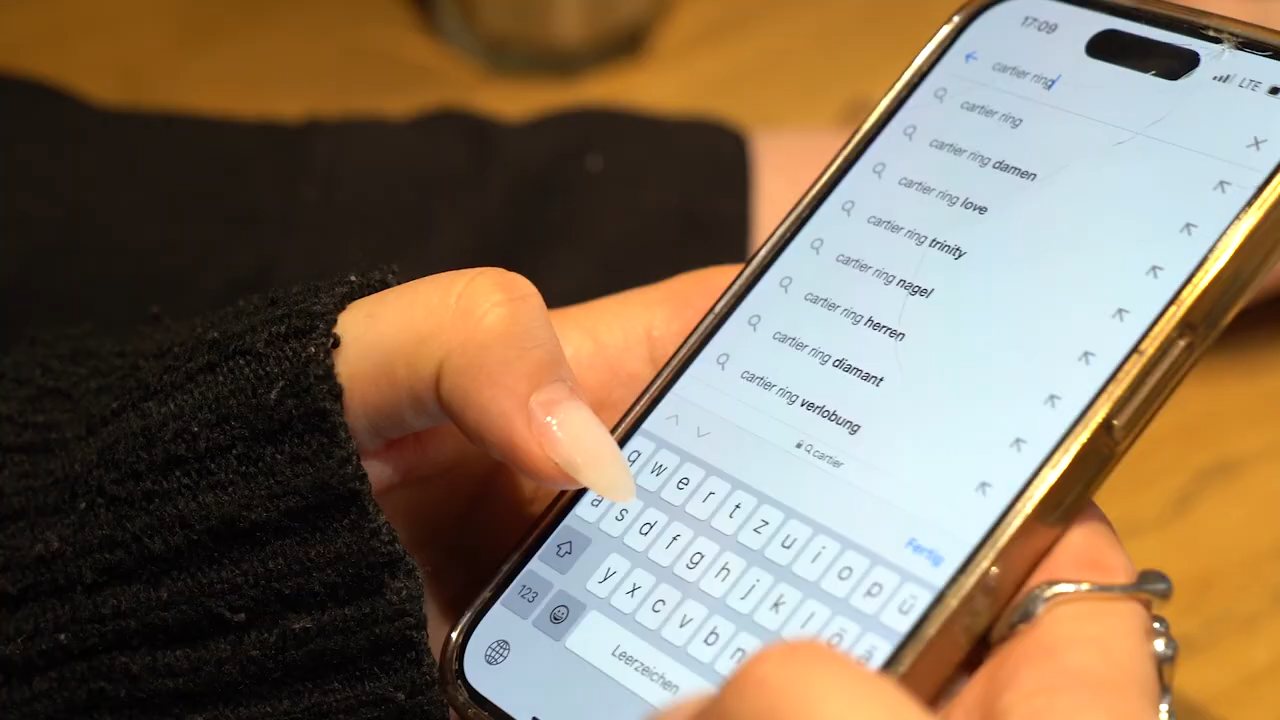 17:09
LTE
cartier ring
cartier ring
cartier ring damen
cartier ring love
cartier ring trinity
cartier ring nagel
cartier ring herren
cartier ring diamant
cartier ring verlobung
cartier
Fertig
q w e r t z u i o p ü
a s d f g h j k l ö ä
y x c v b n
123
Leerzeichen